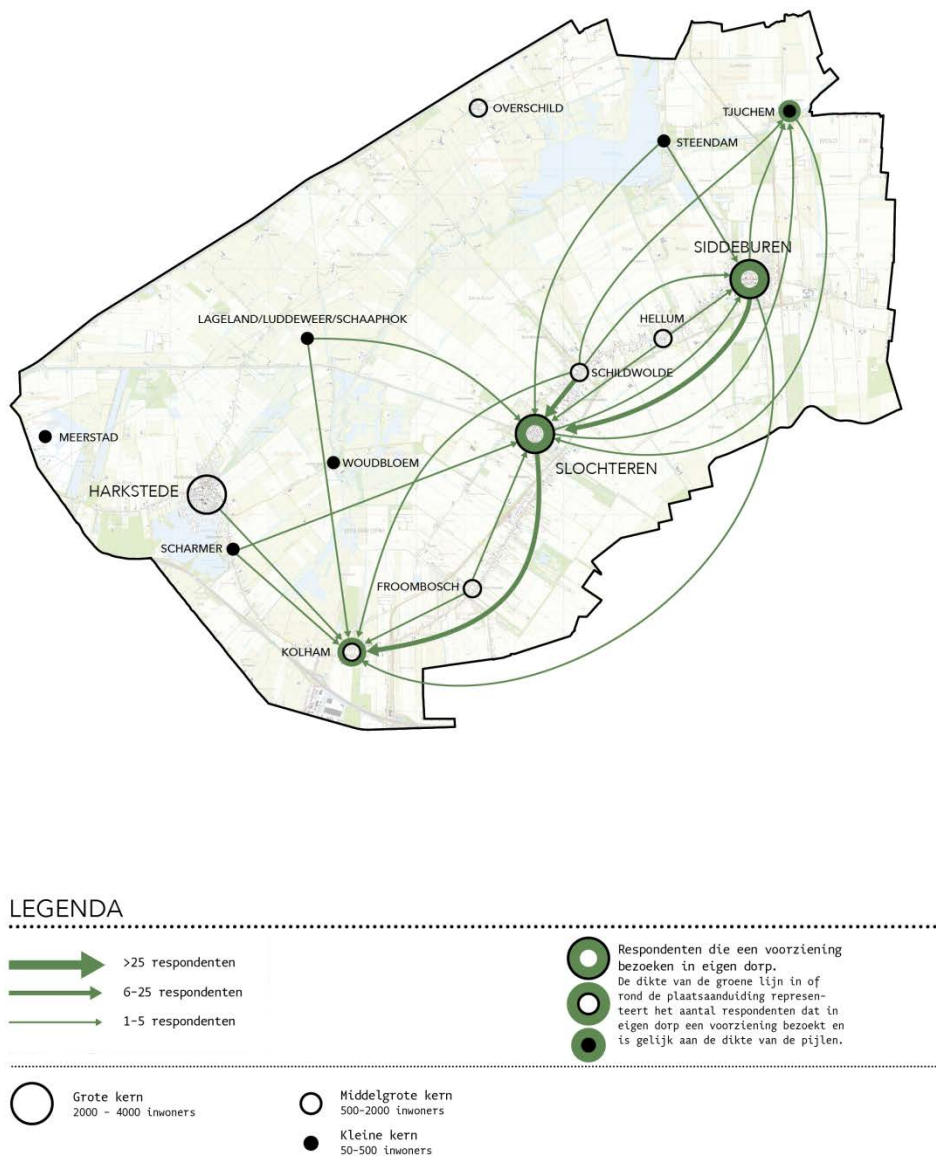 OVERSCHILD
TJUCHEM
STEENDAM
SIDDEBUREN
LAGELAND/LUDDEWEER/SCHAAPHOK
HELLUM
SCHILDWOLDE
MEERSTAD
WOUDBLOEM
SLOCHTEREN
HARKSTEDE
SCHARMER
FROOMBOSCH
KOLHAM
LEGENDA
>25 respondenten
6-25 respondenten
1-5 respondenten
Respondenten die een voorziening
bezoeken in eigen dorp.
De dikte van de groene lijn in of
rond de plaatsaanduiding represen-
teert het aantal respondenten dat in
eigen dorp een voorziening bezoekt en
is gelijk aan de dikte van de pijlen.
Grote kern
2000 - 4000 inwoners
Middelgrote kern
500-2000 inwoners
Kleine kern
50-500 inwoners